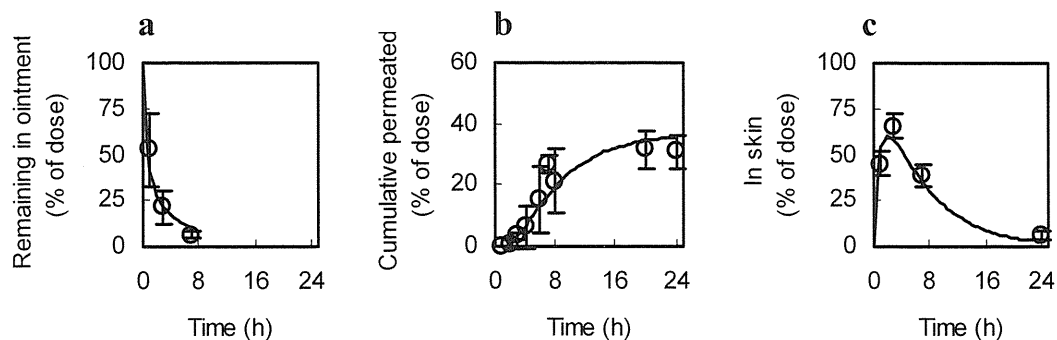 a
Remaining in ointment
(% of dose)
100
75
50
25
0
0 8 16 24
Time (h)
b
Cumulative permeated
(% of dose)
60
40
20
0
0 8 16 24
Time (h)
c
In skin
(% of dose)
100
75
50
25
0
0 8 16 24
Time (h)